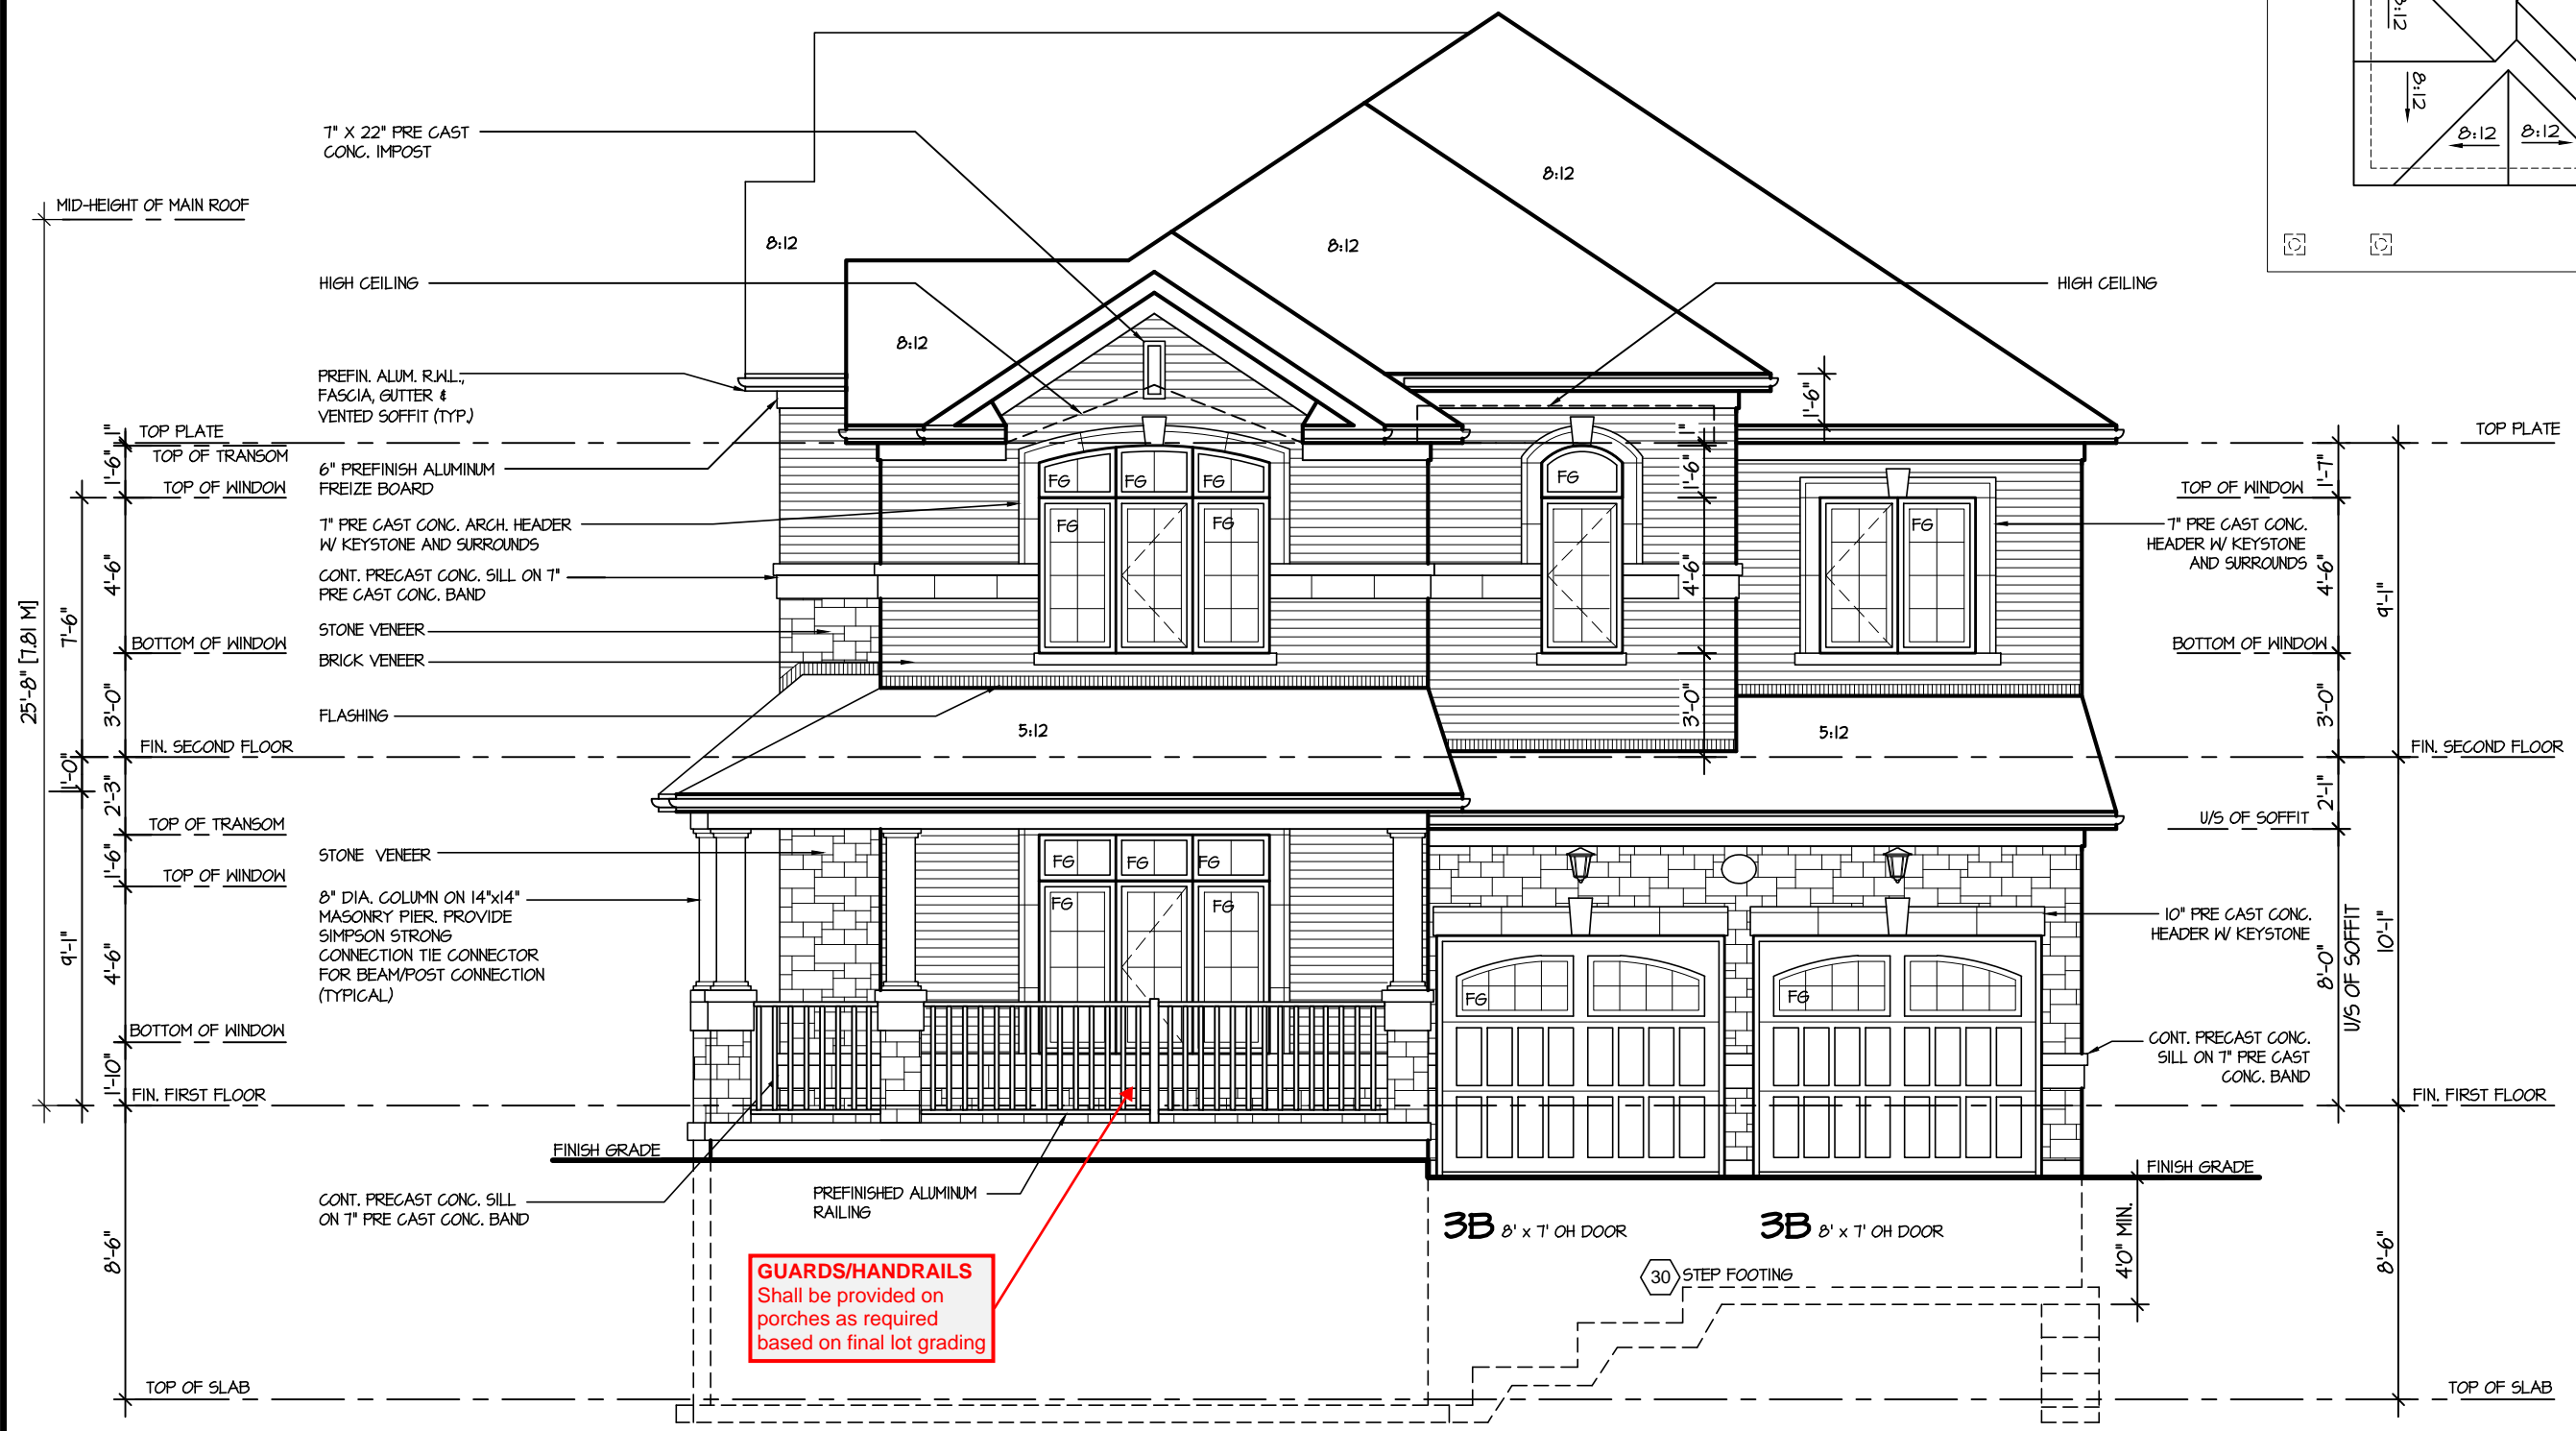 8:12
8:12
8:12
8:12
7" X 22" PRE CAST
CONC. IMPOST
MID-HEIGHT OF MAIN ROOF
8:12
8:12
8:12
8:12
HIGH CEILING
HIGH CEILING
PREFIN. ALUM. R.W.L.,
FASCIA, GUTTER &
VENTED SOFFIT (TYP.)
1'-9"
1"
TOP PLATE
TOP OF TRANSOM
1'-6"
TOP OF WINDOW
6" PREFINISH ALUMINUM
FREIZE BOARD
7" PRE CAST CONC. ARCH. HEADER
W/ KEYSTONE AND SURROUNDS
CONT. PRECAST CONC. SILL ON 7"
PRE CAST CONC. BAND
STONE VENEER
BRICK VENEER
FLASHING
4'-6"
7'-6"
25'-8" [7.81 M]
BOTTOM OF WINDOW
3'-0"
FIN. SECOND FLOOR
1'-0"
2'-3"
FG
FG
FG
FG
FG
FG
FG
1"
1'-9"
4'-6"
3'-0"
TOP PLATE
1'-7"
TOP OF WINDOW
7" PRE CAST CONC.
HEADER W/ KEYSTONE
AND SURROUNDS
4'-6"
9'-1"
BOTTOM OF WINDOW
3'-0"
5:12
5:12
FIN. SECOND FLOOR
2'-1"
U/S OF SOFFIT
TOP OF TRANSOM
1'-6"
TOP OF WINDOW
STONE VENEER
8" DIA. COLUMN ON 14"x14"
MASONRY PIER. PROVIDE
SIMPSON STRONG
CONNECTION TIE CONNECTOR
FOR BEAM/POST CONNECTION
(TYPICAL)
9'-1"
4'-6"
BOTTOM OF WINDOW
1'-10"
FIN. FIRST FLOOR
FG
FG
FG
FG
FG
FG
FG
10" PRE CAST CONC.
HEADER W/ KEYSTONE
8'-0"
U/S OF SOFFIT
10'-1"
CONT. PRECAST CONC.
SILL ON 7" PRE CAST
CONC. BAND
FIN. FIRST FLOOR
FINISH GRADE
FINISH GRADE
CONT. PRECAST CONC. SILL
ON 7" PRE CAST CONC. BAND
PREFINISHED ALUMINUM
RAILING
3B 8' x 7' OH DOOR
3B 8' x 7' OH DOOR
4'0" MIN.
8'-6"
8'-6"
GUARDS/HANDRAILS
Shall be provided on
porches as required
based on final lot grading
30 STEP FOOTING
TOP OF SLAB
TOP OF SLAB